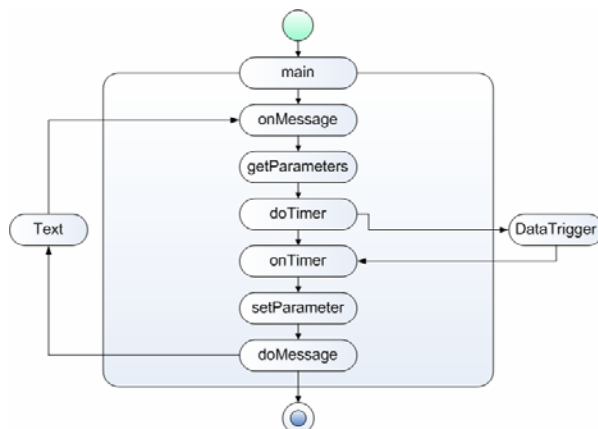 main
onMessage
getParameters
Text
doTimer
DataTrigger
onTimer
setParameter
doMessage